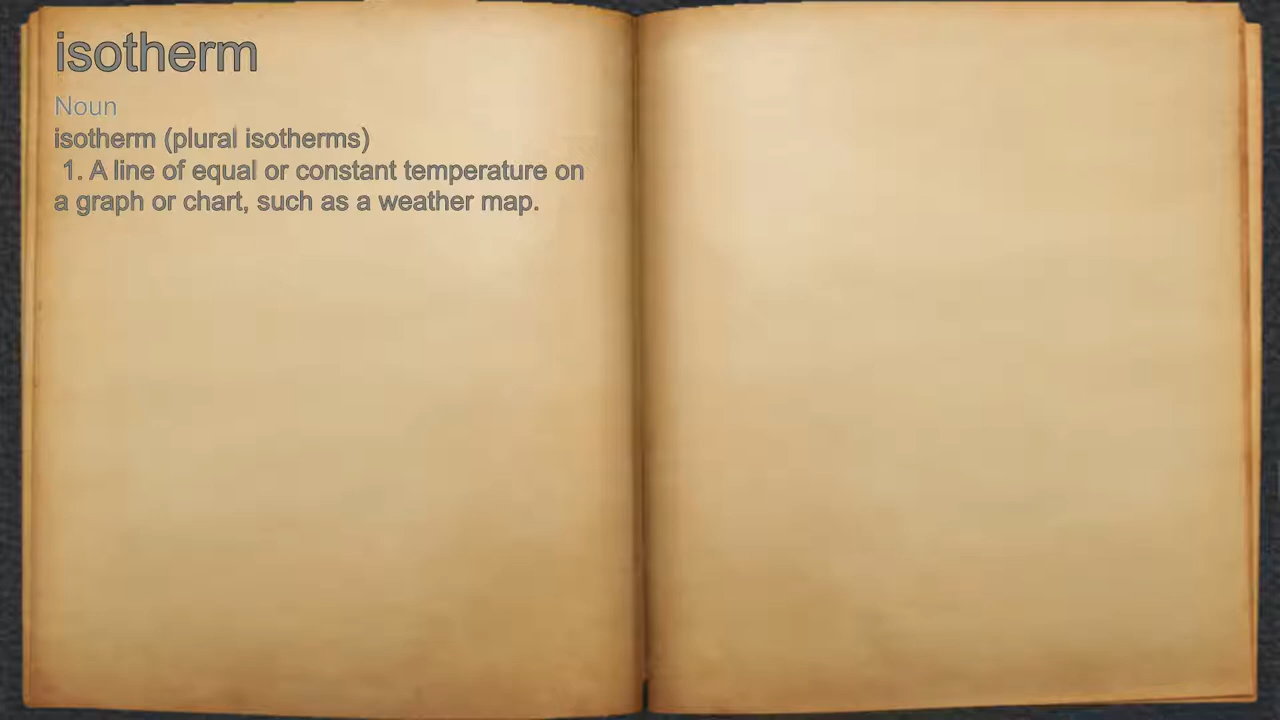 isotherm
Noun
isotherm (plural isotherms)
1. A line of equal or constant temperature on
a graph or chart, such as a weather map.